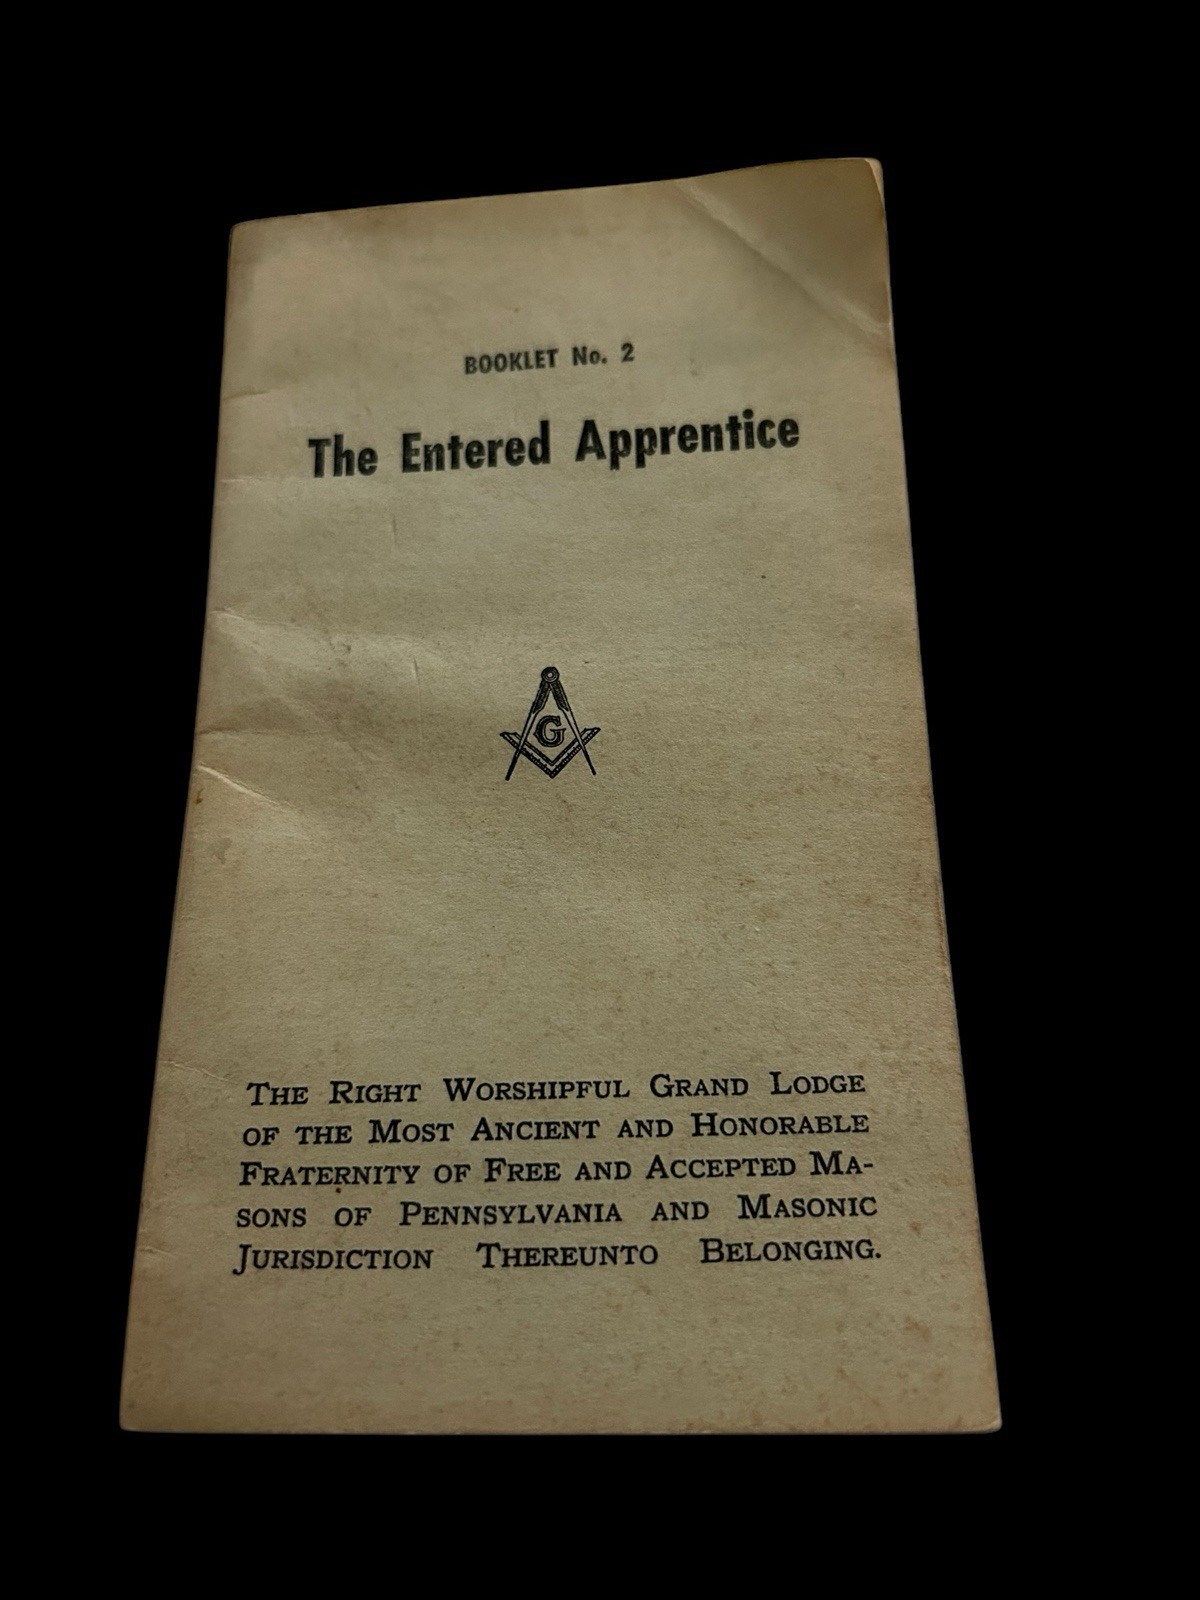 BOOKLET No. 2
The Entered Apprentice
G
THE RIGHT WORSHIPFUL GRAND LODGE
OF THE MOST ANCIENT AND HONORABLE
FRATERNITY OF FREE AND ACCEPTED MA-
SONS OF PENNSYLVANIA AND MASONIC
JURISDICTION THEREUNTO BELONGING.